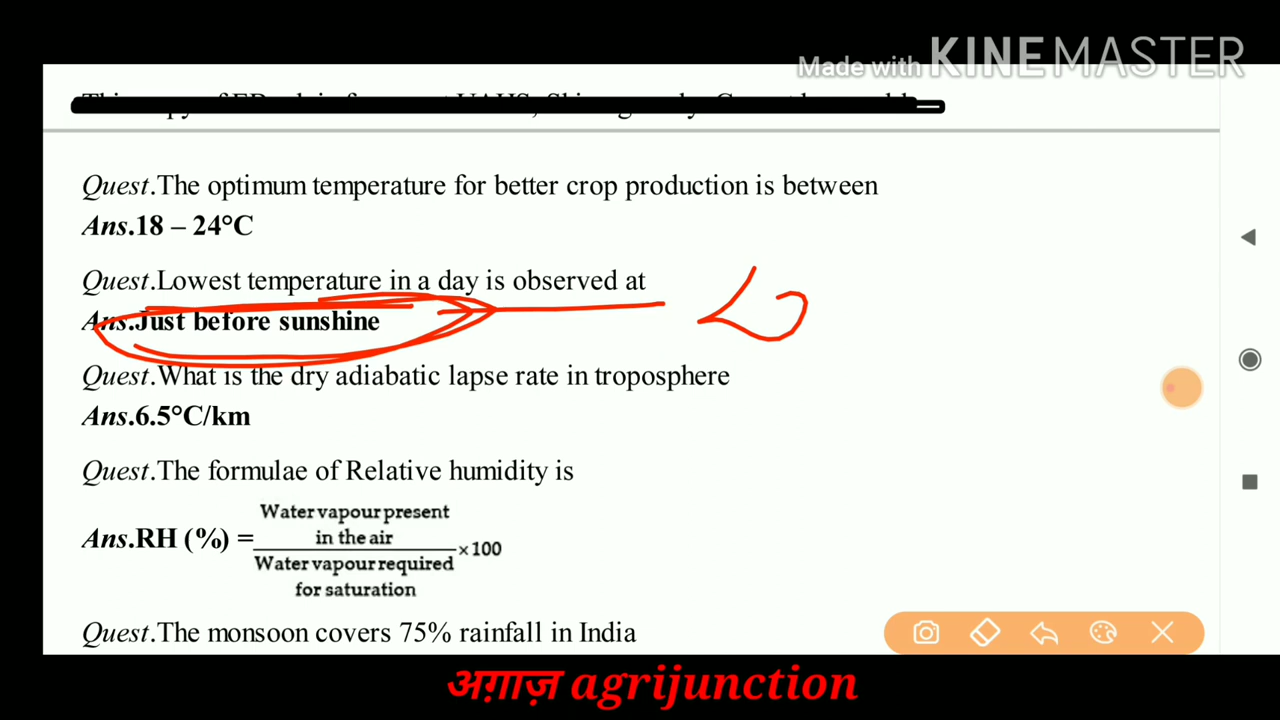 Made with KINEMASTER
Quest.The optimum temperature for better crop production is between
Ans.18 – 24°C
Quest.Lowest temperature in a day is observed at
Ans.Just before sunshine
Quest.What is the dry adiabatic lapse rate in troposphere
Ans.6.5°C/km
Quest.The formulae of Relative humidity is
Water vapour present
in the air
Ans.RH (%) = ×100
Water vapour required
for saturation
Quest.The monsoon covers 75% rainfall in India
अग़ाज़ agrijunction